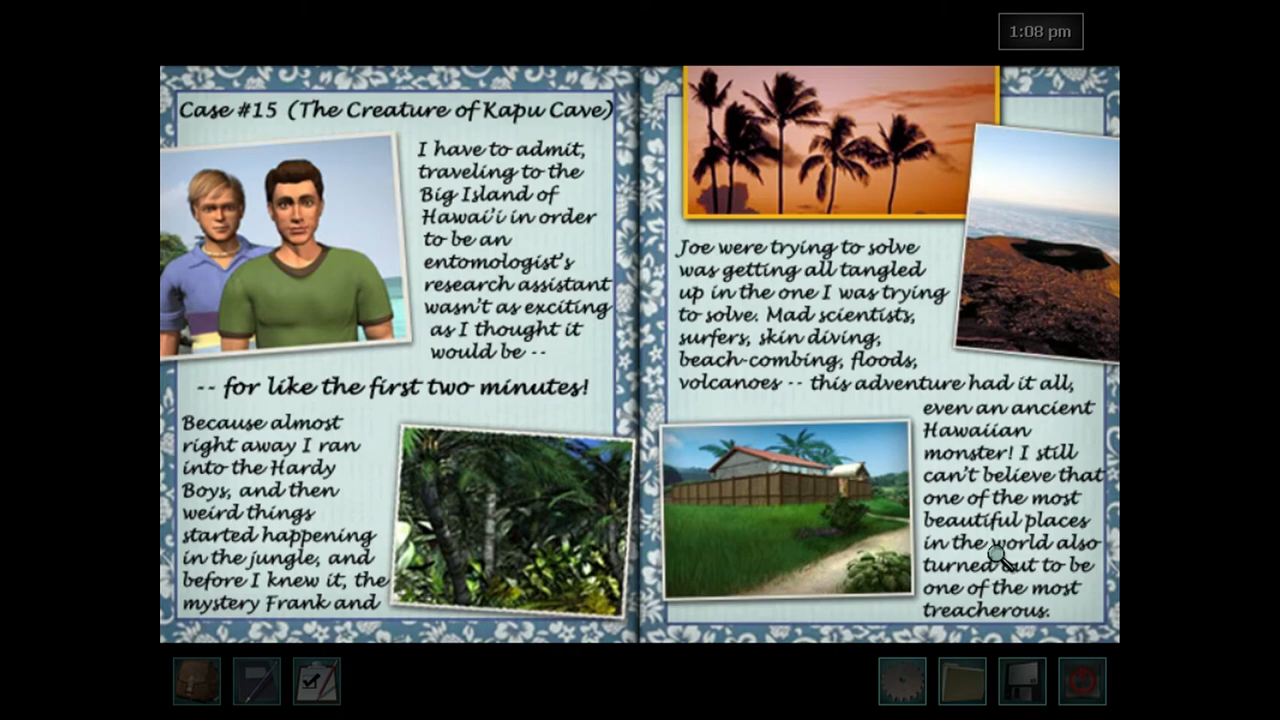 1:08 pm
Case #15 (The Creature of Kapu Cave)
I have to admit,
traveling to the
Big Island of
Hawai'i in order
to be an
entomologist's
research assistant
wasn't as exciting
as I thought it
would be --
-- for like the first two minutes!
Because almost
right away I ran
into the Hardy
Boys, and then
weird things
started happening
in the jungle, and
before I knew it, the
mystery Frank and
Joe were trying to solve
was getting all tangled
up in the one I was trying
to solve. Mad scientists,
surfers, skin diving,
beach-combing, floods,
volcanoes -- this adventure had it all,
even an ancient
Hawaiian
monster! I still
can't believe that
one of the most
beautiful places
in the world also
turned out to be
one of the most
treacherous.